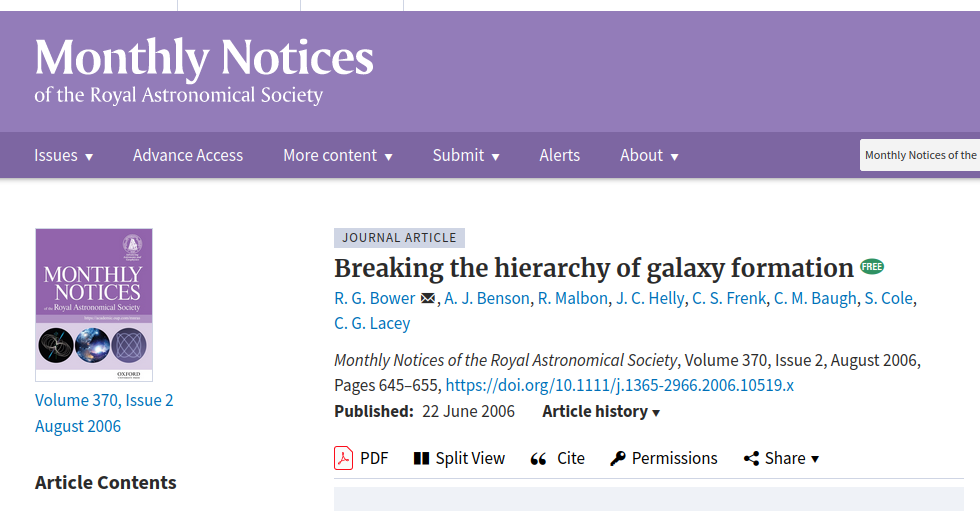 Monthly Notices
of the Royal Astronomical Society
Issues ▼ Advance Access More content ▼ Submit ▼ Alerts About ▼ Monthly Notices of the
MONTHLY
NOTICES
of the Royal Astronomical Society
OXFORD
Volume 370, Issue 2
August 2006
Article Contents
JOURNAL ARTICLE
Breaking the hierarchy of galaxy formation FREE
R. G. Bower ✉, A. J. Benson, R. Malbon, J. C. Helly, C. S. Frenk, C. M. Baugh, S. Cole,
C. G. Lacey
Monthly Notices of the Royal Astronomical Society, Volume 370, Issue 2, August 2006,
Pages 645–655, https://doi.org/10.1111/j.1365-2966.2006.10519.x
Published: 22 June 2006 Article history ▼
PDF Split View Cite Permissions Share ▼